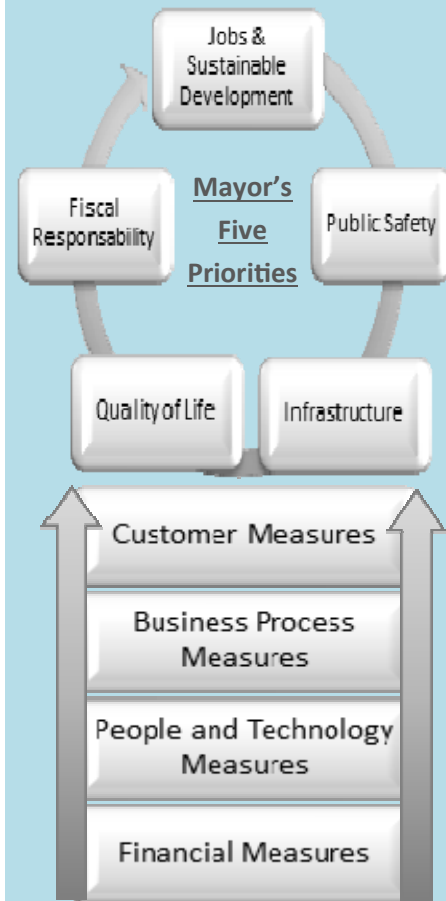 Jobs &
Sustainable
Development
Mayor's
Five
Priorities
Fiscal
Responsability
Public Safety
Quality of Life
Infrastructure
Customer Measures
Business Process
Measures
People and Technology
Measures
Financial Measures